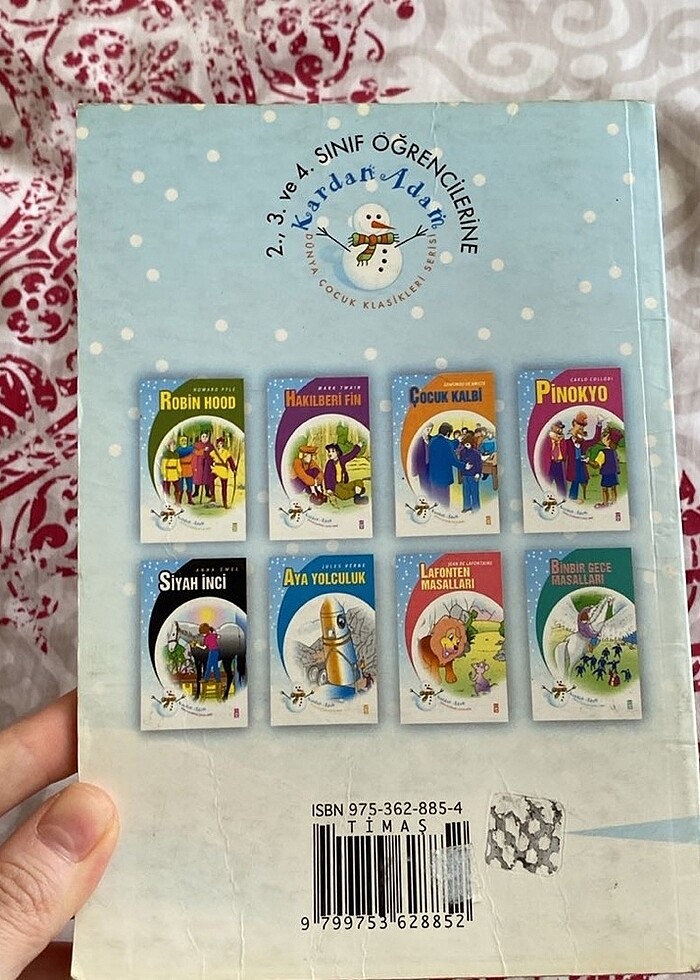 2., 3. ve 4. SINIF ÖĞRENCİLERİNE
Kardan Adam
DÜNYA ÇOCUK KLASİKLERİ SERİSİ
HOWARD PYLE
ROBIN HOOD
MARK TWAIN
HAKILBERİ FİN
EDMONDO DE AMICIS
ÇOCUK KALBİ
CARLO COLLODI
PİNOKYO
ANNA SWEL
SİYAH İNCİ
JULES VERNE
AYA YOLCULUK
JEAN DE LAFONTAINE
LAFONTEN
MASALLARI
BİNBİR GECE
MASALLARI
ISBN 975-362-885-4
TİMAŞ
9 799753 628852